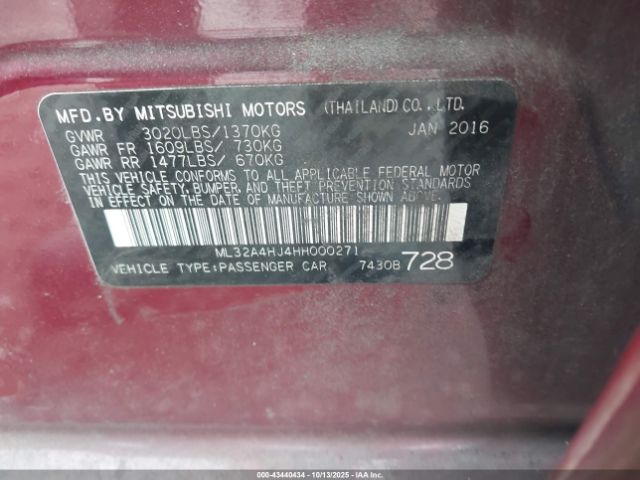 MFD. BY MITSUBISHI MOTORS (THAILAND) CO., LTD.
GVWR 3020LBS/1370KG JAN 2016
GAWR FR 1609LBS/ 730KG
GAWR RR 1477LBS/ 670KG
THIS VEHICLE CONFORMS TO ALL APPLICABLE FEDERAL MOTOR
VEHICLE SAFETY, BUMPER, AND THEFT PREVENTION STANDARDS
IN EFFECT ON THE DATE OF MANUFACTURE SHOWN ABOVE.
ML32A4HJ4HH000271
VEHICLE TYPE:PASSENGER CAR 7430B 728
000-43440434 | 10/13/2025 | IAA, Inc.